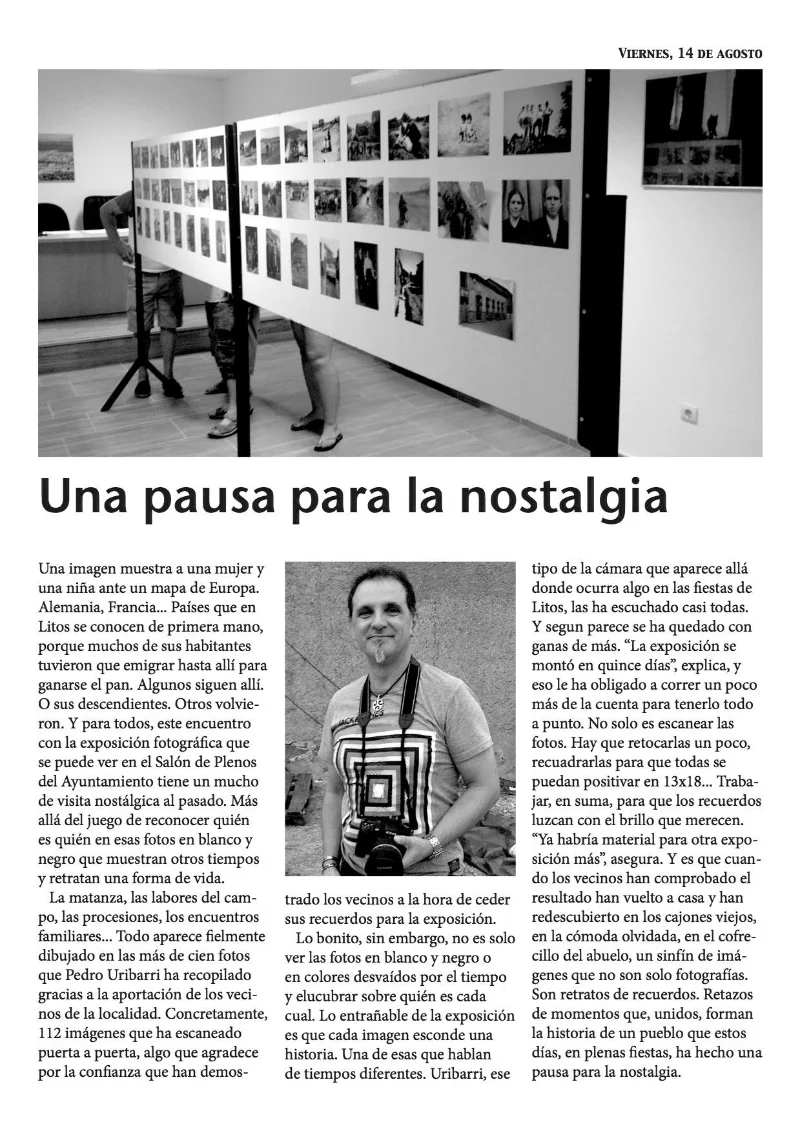 Viernes, 14 de agosto
Una pausa para la nostalgia
Una imagen muestra a una mujer y
una niña ante un mapa de Europa.
Alemania, Francia... Países que en
Litos se conocen de primera mano,
porque muchos de sus habitantes
tuvieron que emigrar hasta allí para
ganarse el pan. Algunos siguen allí.
O sus descendientes. Otros volvie-
ron. Y para todos, este encuentro
con la exposición fotográfica que
se puede ver en el Salón de Plenos
del Ayuntamiento tiene un mucho
de visita nostálgica al pasado. Más
allá del juego de reconocer quién
es quién en esas fotos en blanco y
negro que muestran otros tiempos
y retratan una forma de vida.
La matanza, las labores del cam-
po, las procesiones, los encuentros
familiares... Todo aparece fielmente
dibujado en las más de cien fotos
que Pedro Uribarri ha recopilado
gracias a la aportación de los veci-
nos de la localidad. Concretamente,
112 imágenes que ha escaneado
puerta a puerta, algo que agradece
por la confianza que han demos-
trado los vecinos a la hora de ceder
sus recuerdos para la exposición.
Lo bonito, sin embargo, no es solo
ver las fotos en blanco y negro o
en colores desvaídos por el tiempo
y elucubrar sobre quién es cada
cual. Lo entrañable de la exposición
es que cada imagen esconde una
historia. Una de esas que hablan
de tiempos diferentes. Uribarri, ese
tipo de la cámara que aparece allá
donde ocurra algo en las fiestas de
Litos, las ha escuchado casi todas.
Y segun parece se ha quedado con
ganas de más. “La exposición se
montó en quince días”, explica, y
eso le ha obligado a correr un poco
más de la cuenta para tenerlo todo
a punto. No solo es escanear las
fotos. Hay que retocarlas un poco,
recuadrarlas para que todas se
puedan positivar en 13x18... Traba-
jar, en suma, para que los recuerdos
luzcan con el brillo que merecen.
“Ya habría material para otra expo-
sición más”, asegura. Y es que cuan-
do los vecinos han comprobado el
resultado han vuelto a casa y han
redescubierto en los cajones viejos,
en la cómoda olvidada, en el cofre-
cillo del abuelo, un sinfín de imá-
genes que no son solo fotografías.
Son retratos de recuerdos. Retazos
de momentos que, unidos, forman
la historia de un pueblo que estos
días, en plenas fiestas, ha hecho una
pausa para la nostalgia.